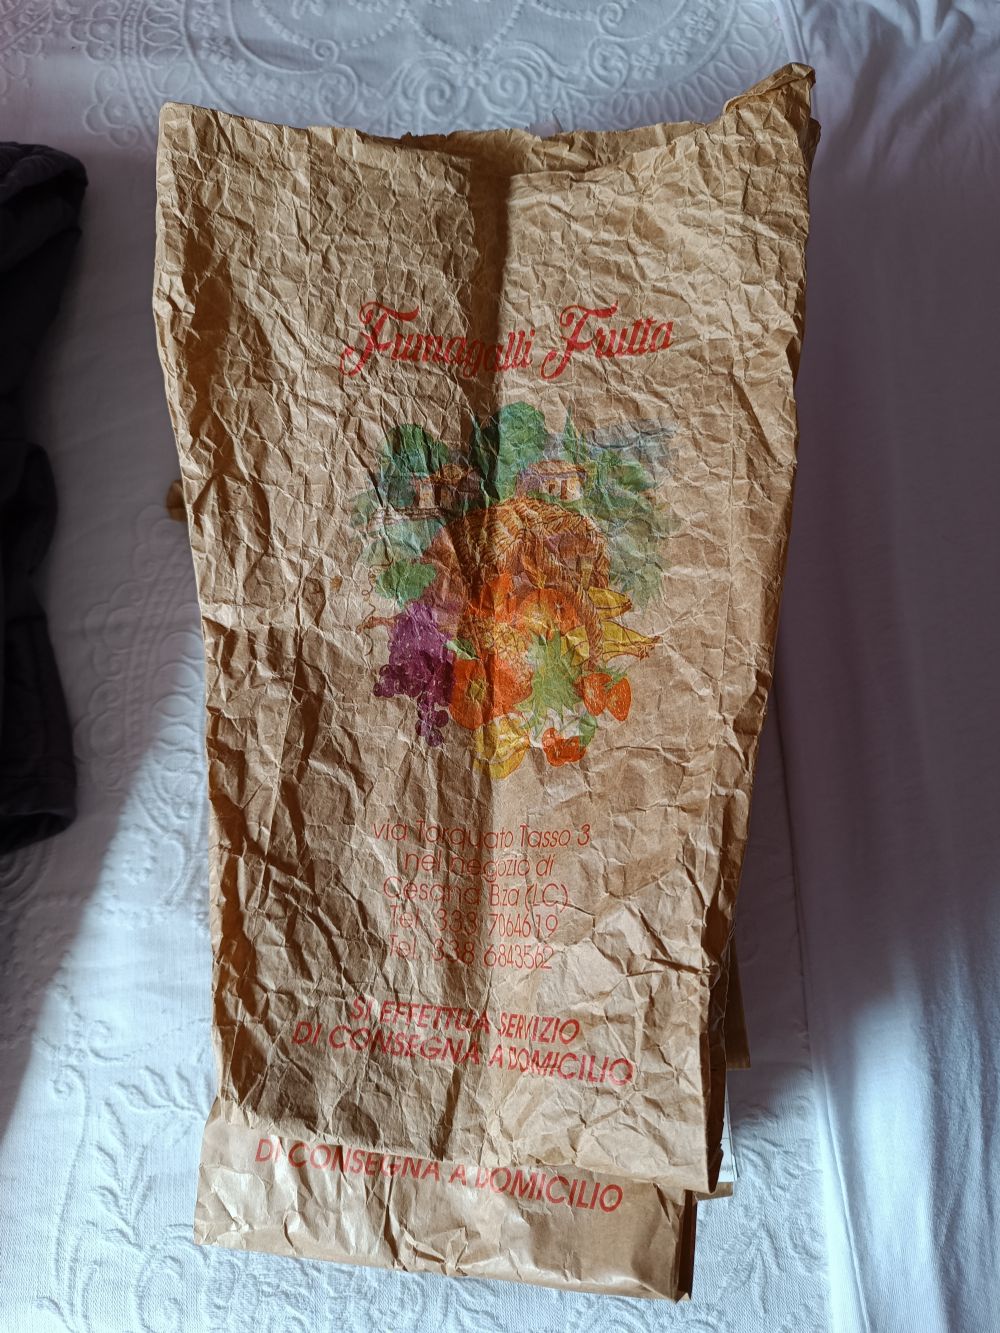 Fumagalli Frutta
via Torquato Tasso 3
nel negozio di
Cesana Bza (LC)
Tel. 333 7064619
Tel. 338 6843562
SI EFFETTUA SERVIZIO
DI CONSEGNA A DOMICILIO
DI CONSEGNA A DOMICILIO